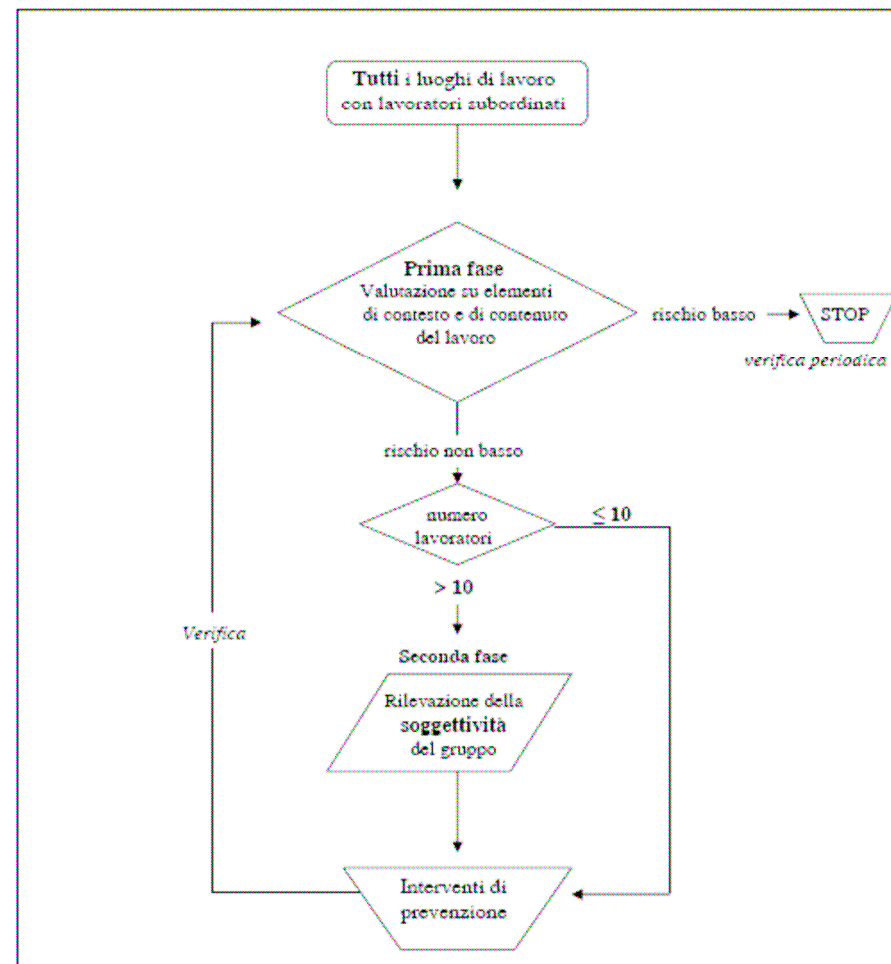 Tutti i luoghi di lavoro
con lavoratori subordinati
Prima fase
Valutazione su elementi
di contesto e di contenuto
del lavoro
rischio basso
STOP
verifica periodica
rischio non basso
numero
lavoratori
≤ 10
> 10
Verifica
Seconda fase
Rilevazione della
soggettività
del gruppo
Interventi di
prevenzione